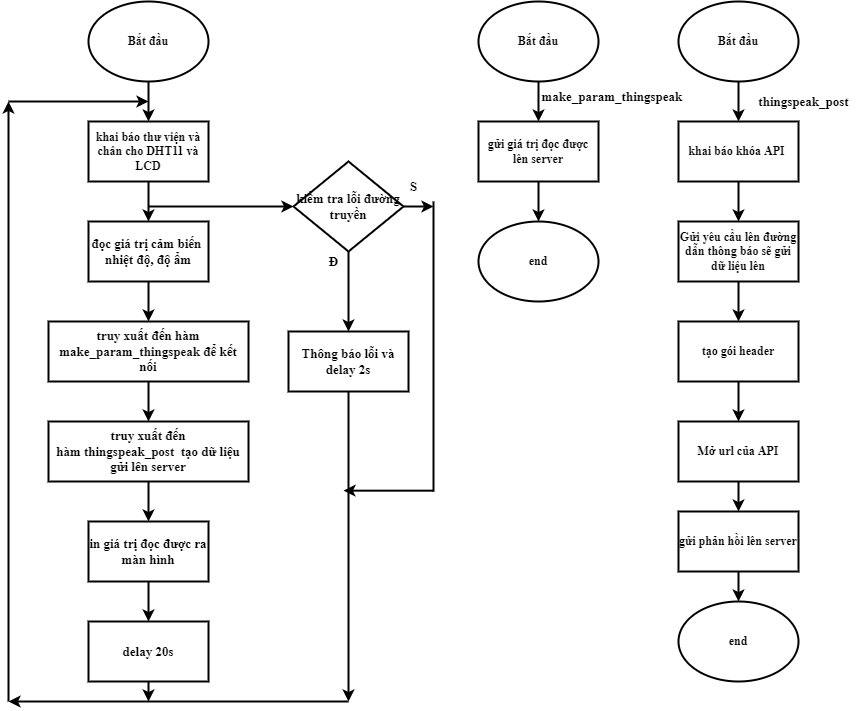 Bắt đầu
khai báo thư viện và
chân cho DHT11 và
LCD
đọc giá trị cảm biến
nhiệt độ, độ ẩm
truy xuất đến hàm
make_param_thingspeak để kết
nối
truy xuất đến
hàm thingspeak_post tạo dữ liệu
gửi lên server
in giá trị đọc được ra
màn hình
delay 20s
kiểm tra lỗi đường
truyền
S
Đ
Thông báo lỗi và
delay 2s
Bắt đầu
make_param_thingspeak
gửi giá trị đọc được
lên server
end
Bắt đầu
thingspeak_post
khai báo khóa API
Gửi yêu cầu lên đường
dẫn thông báo sẽ gửi
dữ liệu lên
tạo gói header
Mở url của API
gửi phản hồi lên server
end